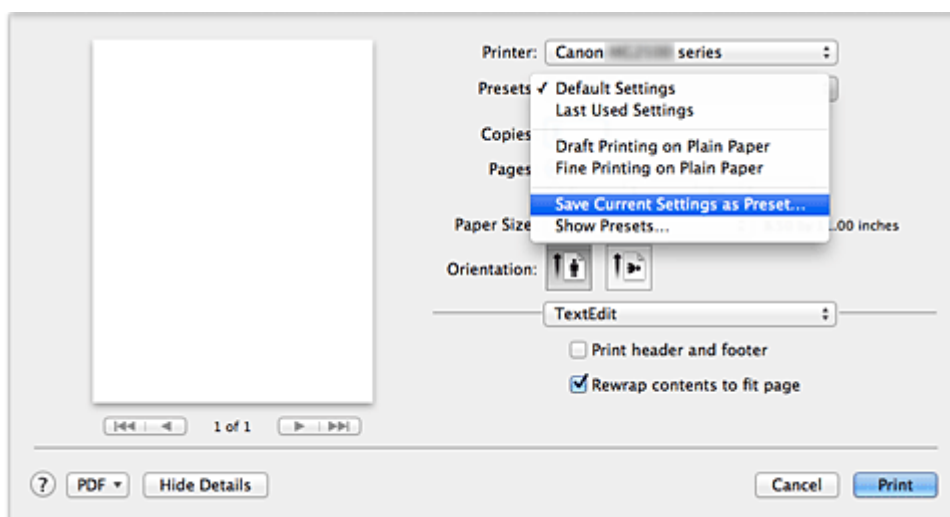 Printer: Canon series
Presets ✓ Default Settings
Last Used Settings
Copies
Draft Printing on Plain Paper
Pages Fine Printing on Plain Paper
Save Current Settings as Preset...
Paper Size Show Presets... .00 inches
Orientation:
TextEdit
Print header and footer
Rewrap contents to fit page
1 of 1
? PDF Hide Details Cancel Print